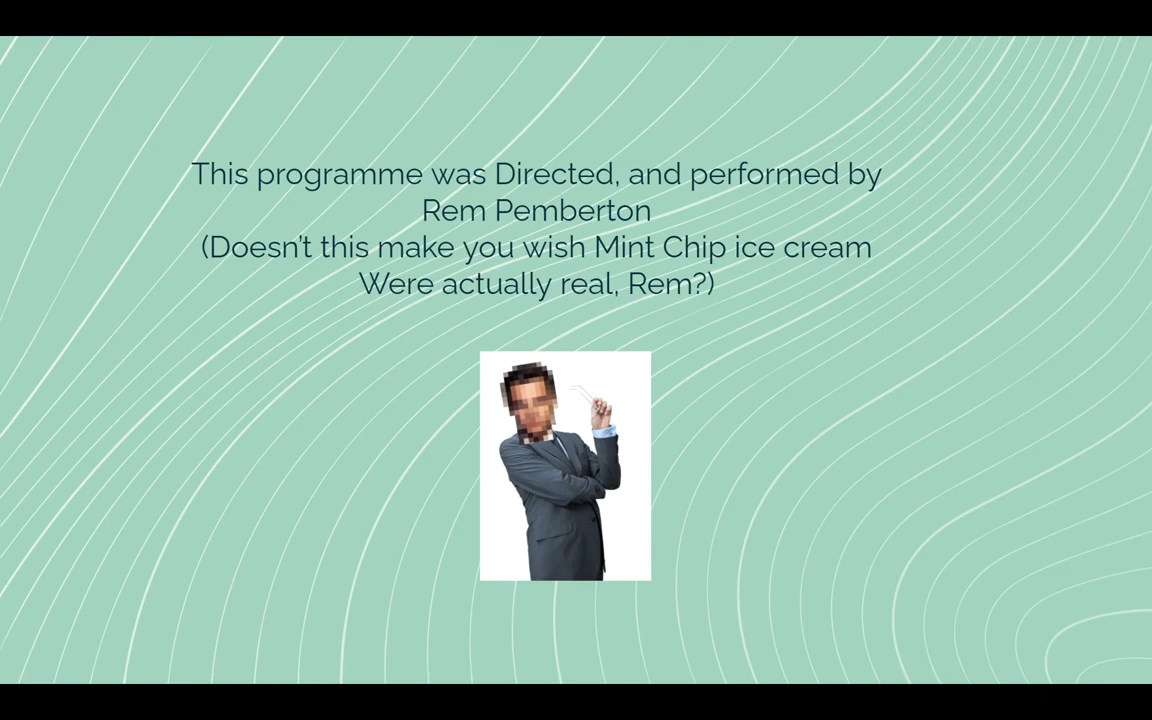 This programme was Directed, and performed by
Rem Pemberton
(Doesn't this make you wish Mint Chip ice cream
Were actually real, Rem?)